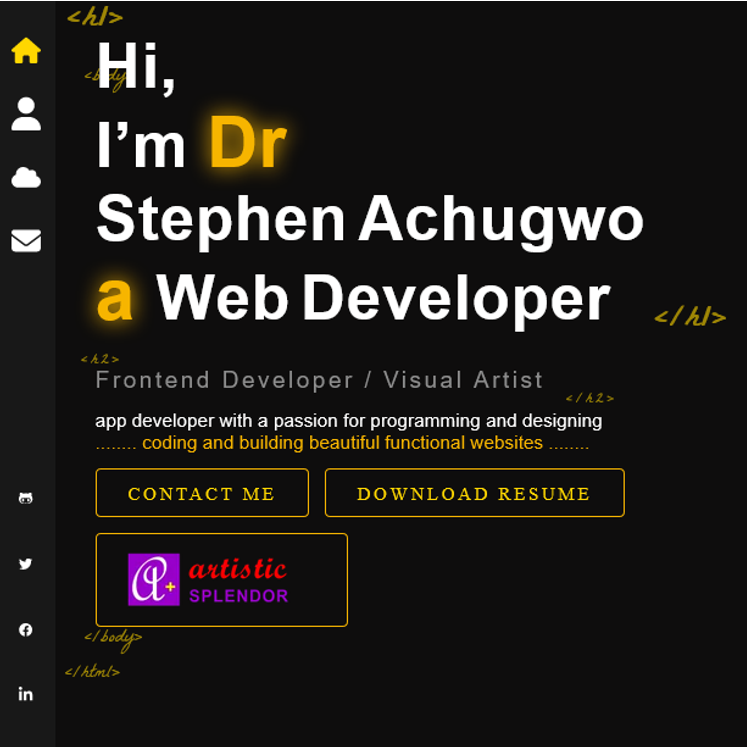 <h1>
Hi,
<body>
I’m Dr
Stephen Achugwo
a Web Developer
</h1>
<h2>
Frontend Developer / Visual Artist
</h2>
app developer with a passion for programming and designing
........ coding and building beautiful functional websites ........
CONTACT ME
DOWNLOAD RESUME
a+ artistic
SPLENDOR
</body>
</html>
in